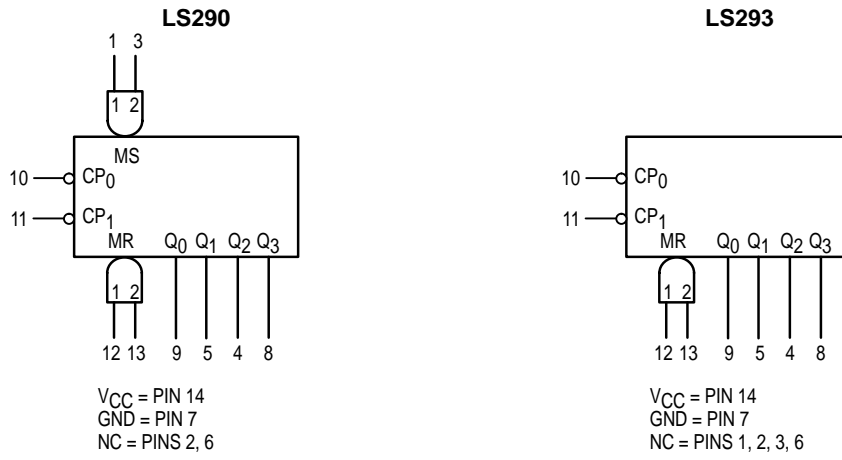 LS290
1 3
1 2
MS
10 CP0
11 CP1
MR Q0 Q1 Q2 Q3
1 2
12 13 9 5 4 8
VCC = PIN 14
GND = PIN 7
NC = PINS 2, 6
LS293
10 CP0
11 CP1
MR Q0 Q1 Q2 Q3
1 2
12 13 9 5 4 8
VCC = PIN 14
GND = PIN 7
NC = PINS 1, 2, 3, 6